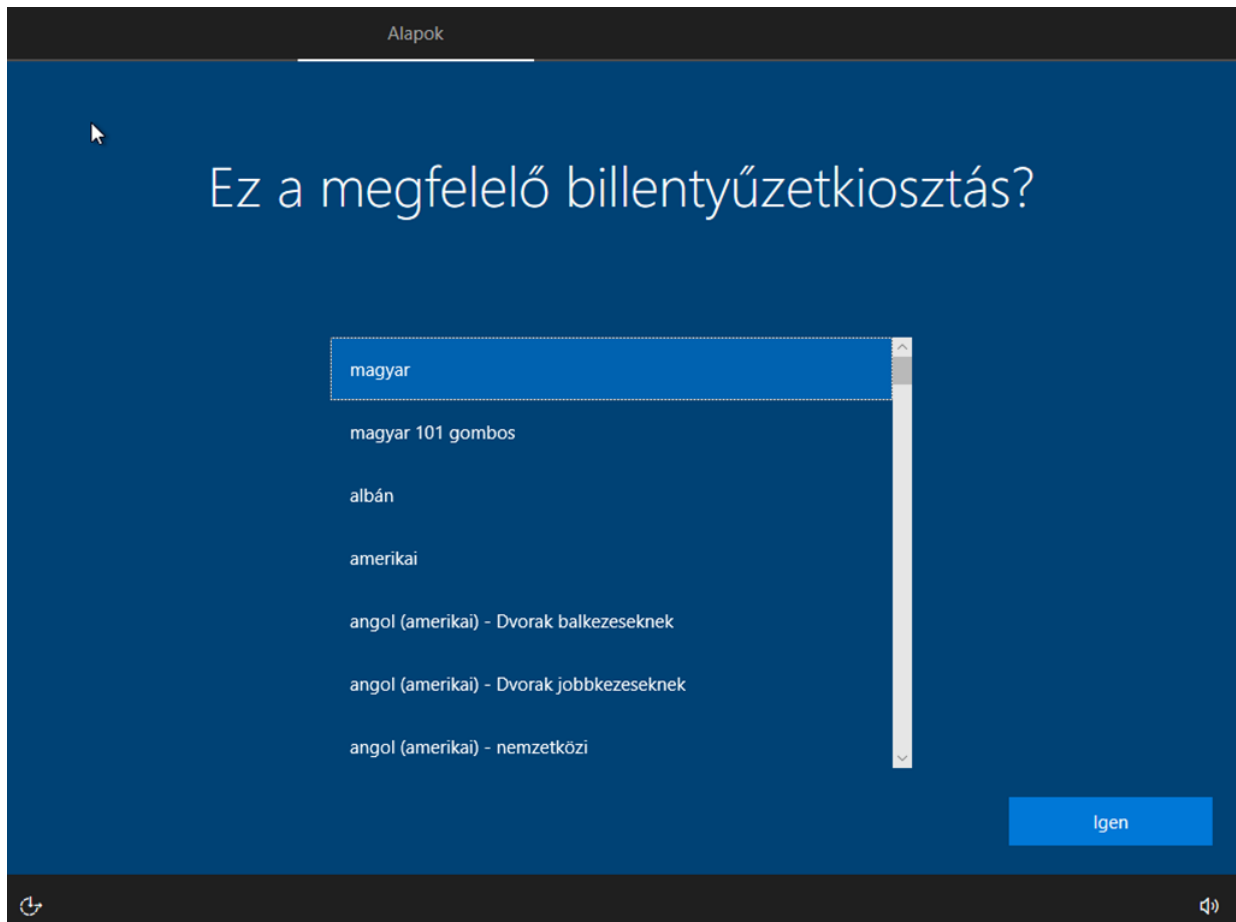 Alapok
Ez a megfelelő billentyűzetkiosztás?
magyar
magyar 101 gombos
albán
amerikai
angol (amerikai) - Dvorak balkezeseknek
angol (amerikai) - Dvorak jobbkezeseknek
angol (amerikai) - nemzetközi
Igen